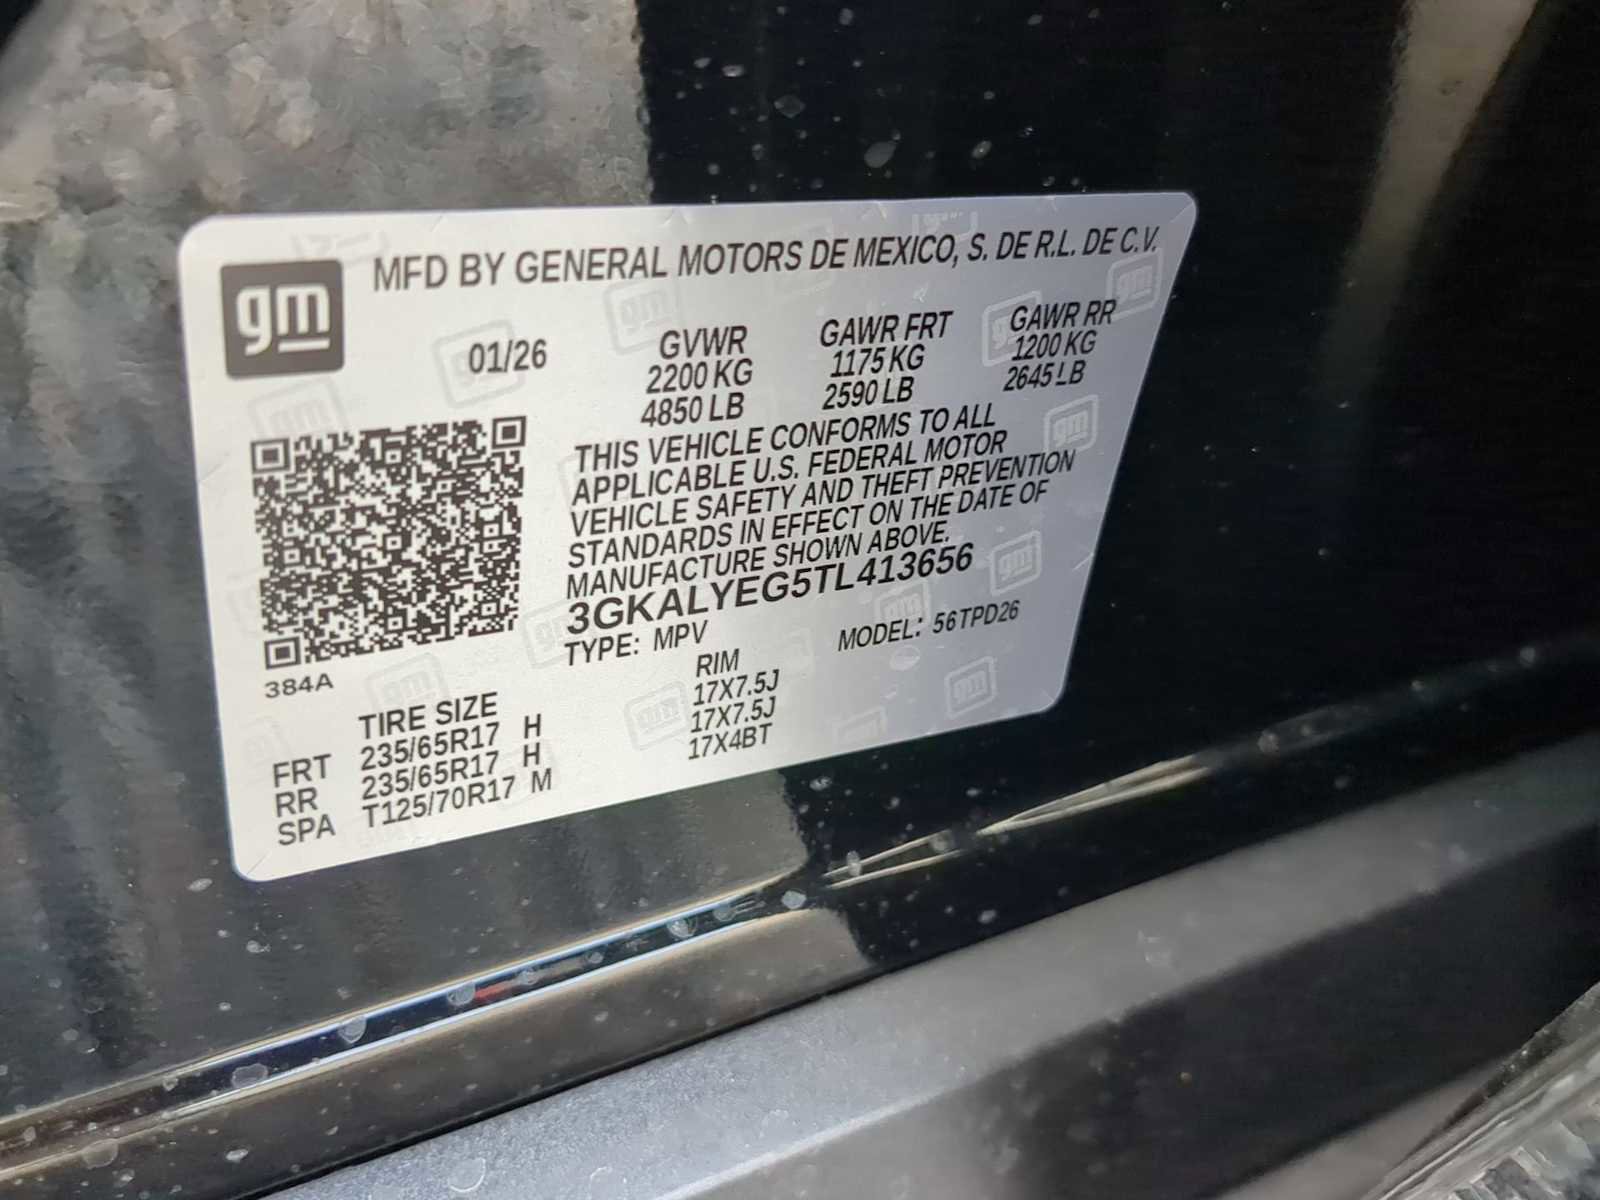 gm
MFD BY GENERAL MOTORS DE MEXICO, S. DE R.L. DE C.V.
01/26
GVWR GAWR FRT GAWR RR
2200 KG 1175 KG 1200 KG
4850 LB 2590 LB 2645 LB
THIS VEHICLE CONFORMS TO ALL
APPLICABLE U.S. FEDERAL MOTOR
VEHICLE SAFETY AND THEFT PREVENTION
STANDARDS IN EFFECT ON THE DATE OF
MANUFACTURE SHOWN ABOVE.
3GKALYEG5TL413656
TYPE: MPV MODEL: 56TPD26
384A
TIRE SIZE RIM
FRT 235/65R17 H 17X7.5J
RR 235/65R17 H 17X7.5J
SPA T125/70R17 M 17X4BT